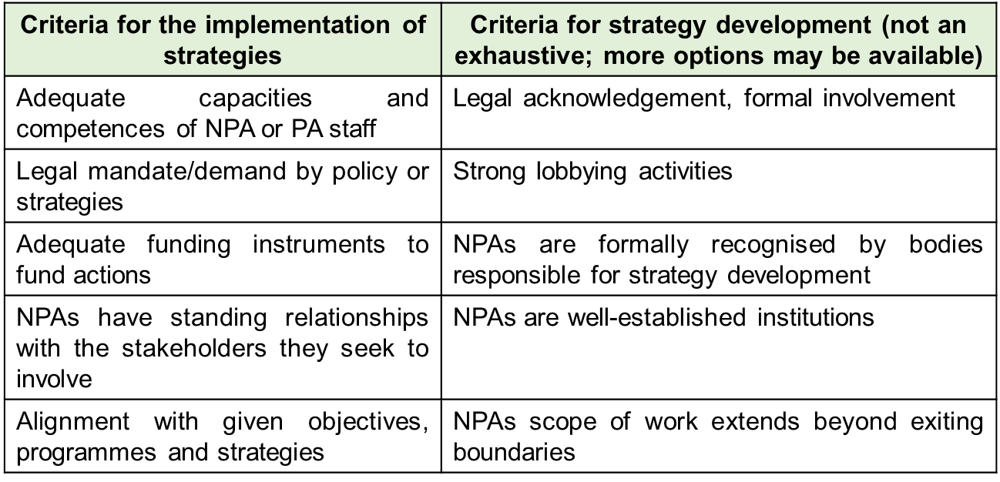 Criteria for the implementation of
strategies
Criteria for strategy development (not an
exhaustive; more options may be available)
Adequate capacities and
competences of NPA or PA staff
Legal acknowledgement, formal involvement
Legal mandate/demand by policy or
strategies
Strong lobbying activities
Adequate funding instruments to
fund actions
NPAs are formally recognised by bodies
responsible for strategy development
NPAs have standing relationships
with the stakeholders they seek to
involve
NPAs are well-established institutions
Alignment with given objectives,
programmes and strategies
NPAs scope of work extends beyond exiting
boundaries